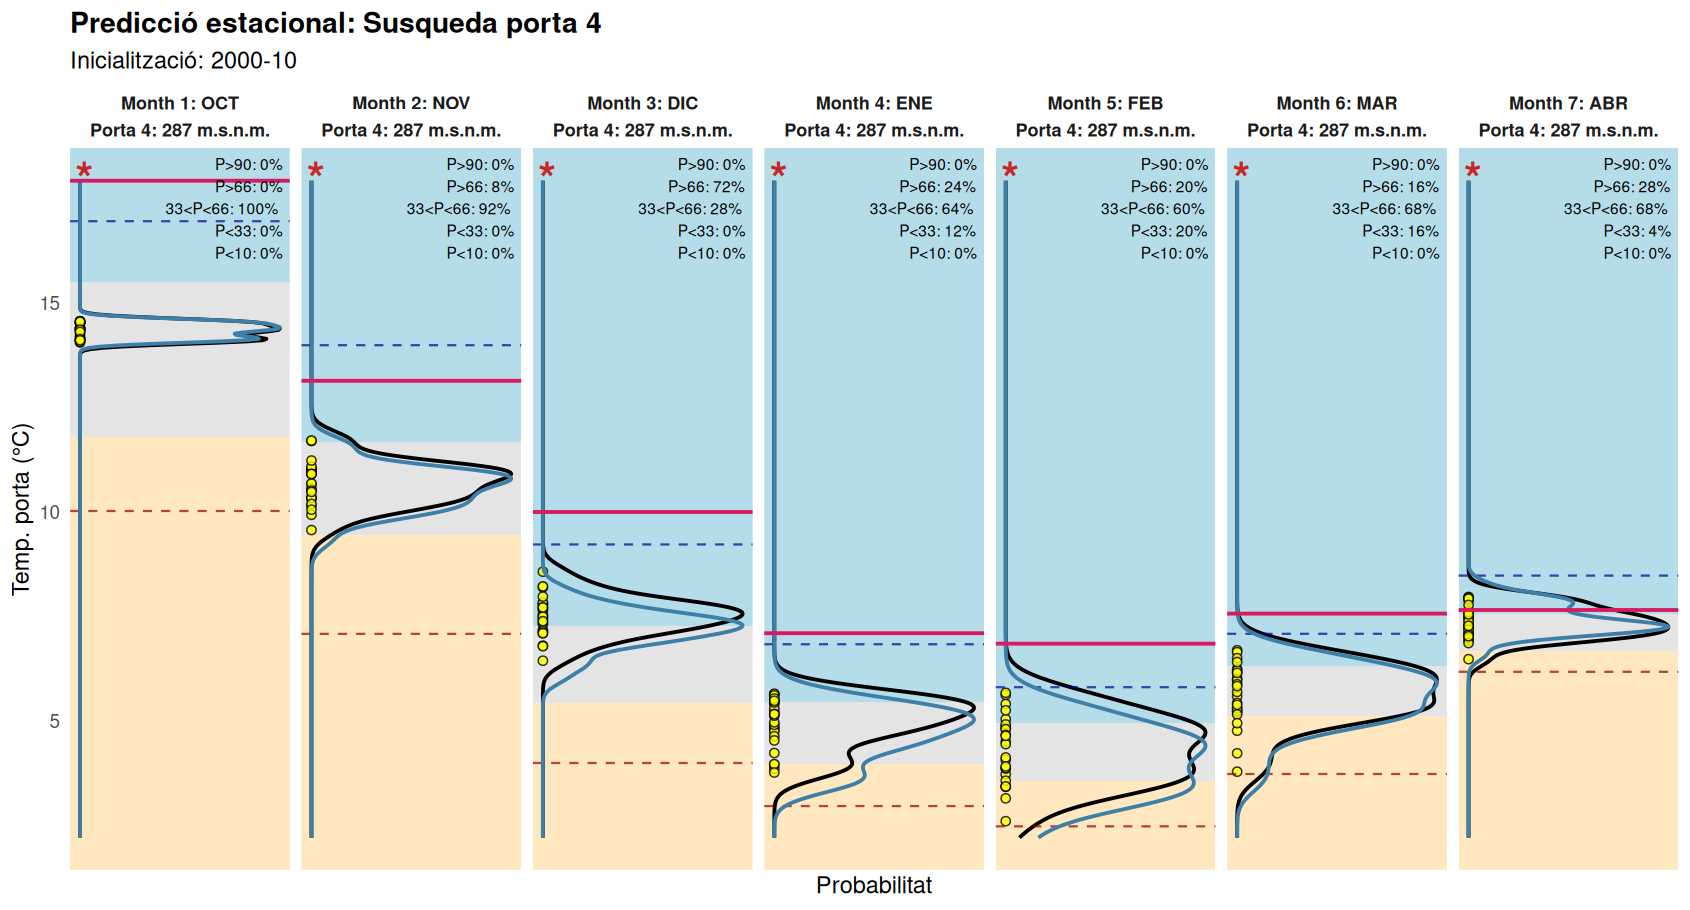 Predicció estacional: Susqueda porta 4
Inicialització: 2000-10
Month 1: OCT
Porta 4: 287 m.s.n.m.
Month 2: NOV
Porta 4: 287 m.s.n.m.
Month 3: DIC
Porta 4: 287 m.s.n.m.
Month 4: ENE
Porta 4: 287 m.s.n.m.
Month 5: FEB
Porta 4: 287 m.s.n.m.
Month 6: MAR
Porta 4: 287 m.s.n.m.
Month 7: ABR
Porta 4: 287 m.s.n.m.
*
P>90: 0%
P>66: 0%
33<P<66: 100%
P<33: 0%
P<10: 0%
*
P>90: 0%
P>66: 8%
33<P<66: 92%
P<33: 0%
P<10: 0%
*
P>90: 0%
P>66: 72%
33<P<66: 28%
P<33: 0%
P<10: 0%
*
P>90: 0%
P>66: 24%
33<P<66: 64%
P<33: 12%
P<10: 0%
*
P>90: 0%
P>66: 20%
33<P<66: 60%
P<33: 20%
P<10: 0%
*
P>90: 0%
P>66: 16%
33<P<66: 68%
P<33: 16%
P<10: 0%
*
P>90: 0%
P>66: 28%
33<P<66: 68%
P<33: 4%
P<10: 0%
15
10
5
Temp. porta (°C)
Probabilitat